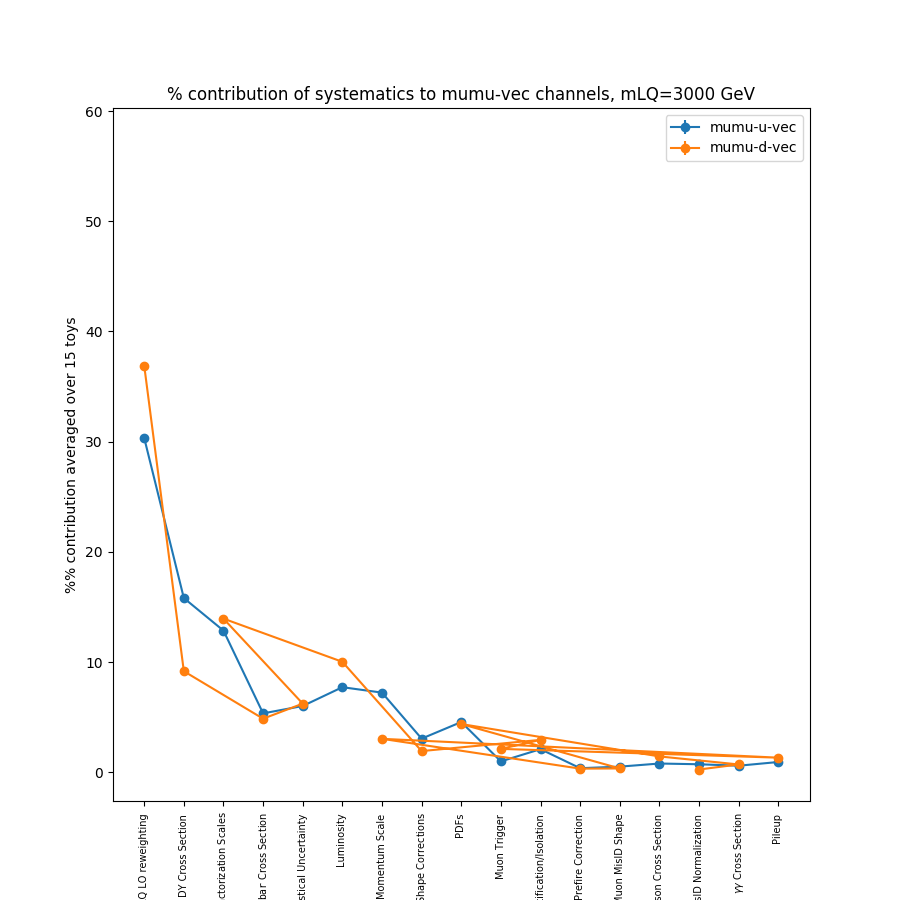 % contribution of systematics to mumu-vec channels, mLQ=3000 GeV
mumu-u-vec
mumu-d-vec
%% contribution averaged over 15 toys
60
50
40
30
20
10
0
Q LO reweighting
DY Cross Section
ctorization Scales
bar Cross Section
stical Uncertainty
Luminosity
Momentum Scale
Shape Corrections
PDFs
Muon Trigger
tification/Isolation
Prefire Correction
Muon MisID Shape
son Cross Section
sID Normalization
γγ Cross Section
Pileup